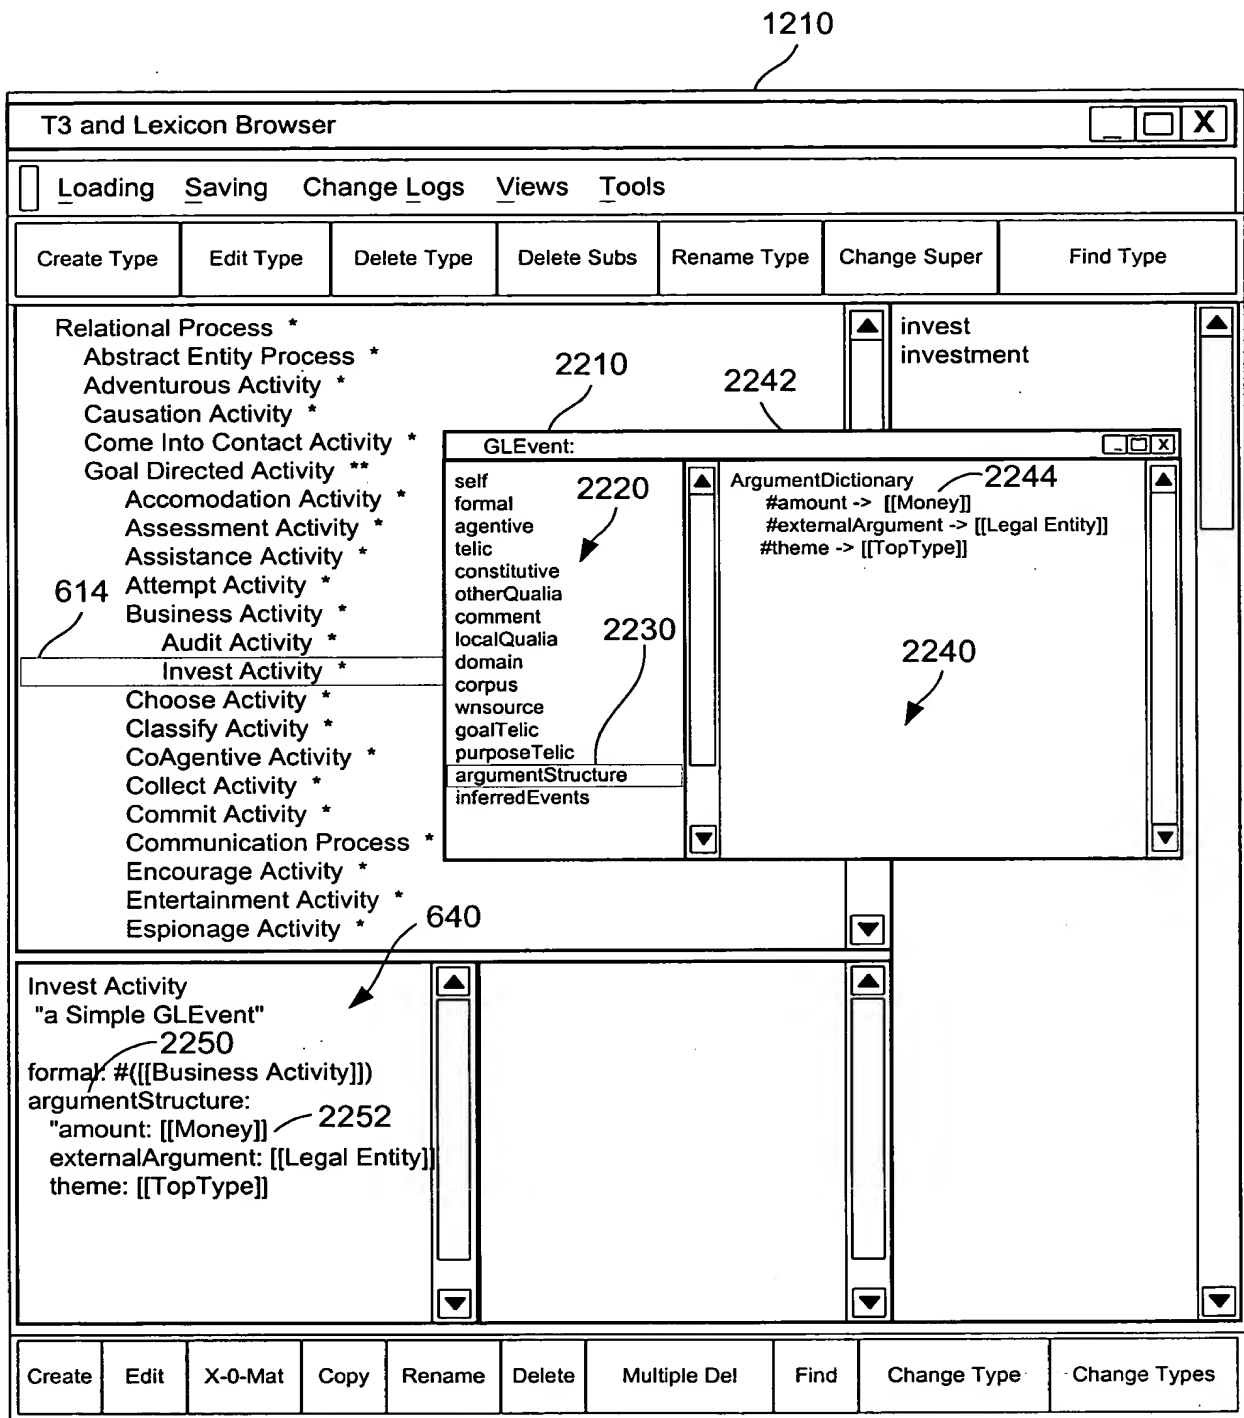 1210
T3 and Lexicon Browser
X
Loading Saving Change Logs Views Tools
Create Type Edit Type Delete Type Delete Subs Rename Type Change Super Find Type
Relational Process *
Abstract Entity Process *
Adventurous Activity *
Causation Activity *
Come Into Contact Activity *
Goal Directed Activity **
Accomodation Activity *
Assessment Activity *
Assistance Activity *
614
Attempt Activity *
Business Activity *
Audit Activity *
Invest Activity *
Choose Activity *
Classify Activity *
CoAgentive Activity *
Collect Activity *
Commit Activity *
Communication Process *
Encourage Activity *
Entertainment Activity *
Espionage Activity *
invest
investment
2210
2242
GLEvent:
X
self
formal
agentive
telic
constitutive
otherQualia
comment
localQualia
domain
corpus
wnsource
goalTelic
purposeTelic
argumentStructure
inferredEvents
2220
2230
ArgumentDictionary
2244
#amount -> [[Money]]
#externalArgument -> [[Legal Entity]]
#theme -> [[TopType]]
2240
640
Invest Activity
"a Simple GLEvent"
2250
formal: #([[Business Activity]])
argumentStructure:
"amount: [[Money]]
2252
externalArgument: [[Legal Entity]]
theme: [[TopType]]
Create Edit X-0-Mat Copy Rename Delete Multiple Del Find Change Type Change Types